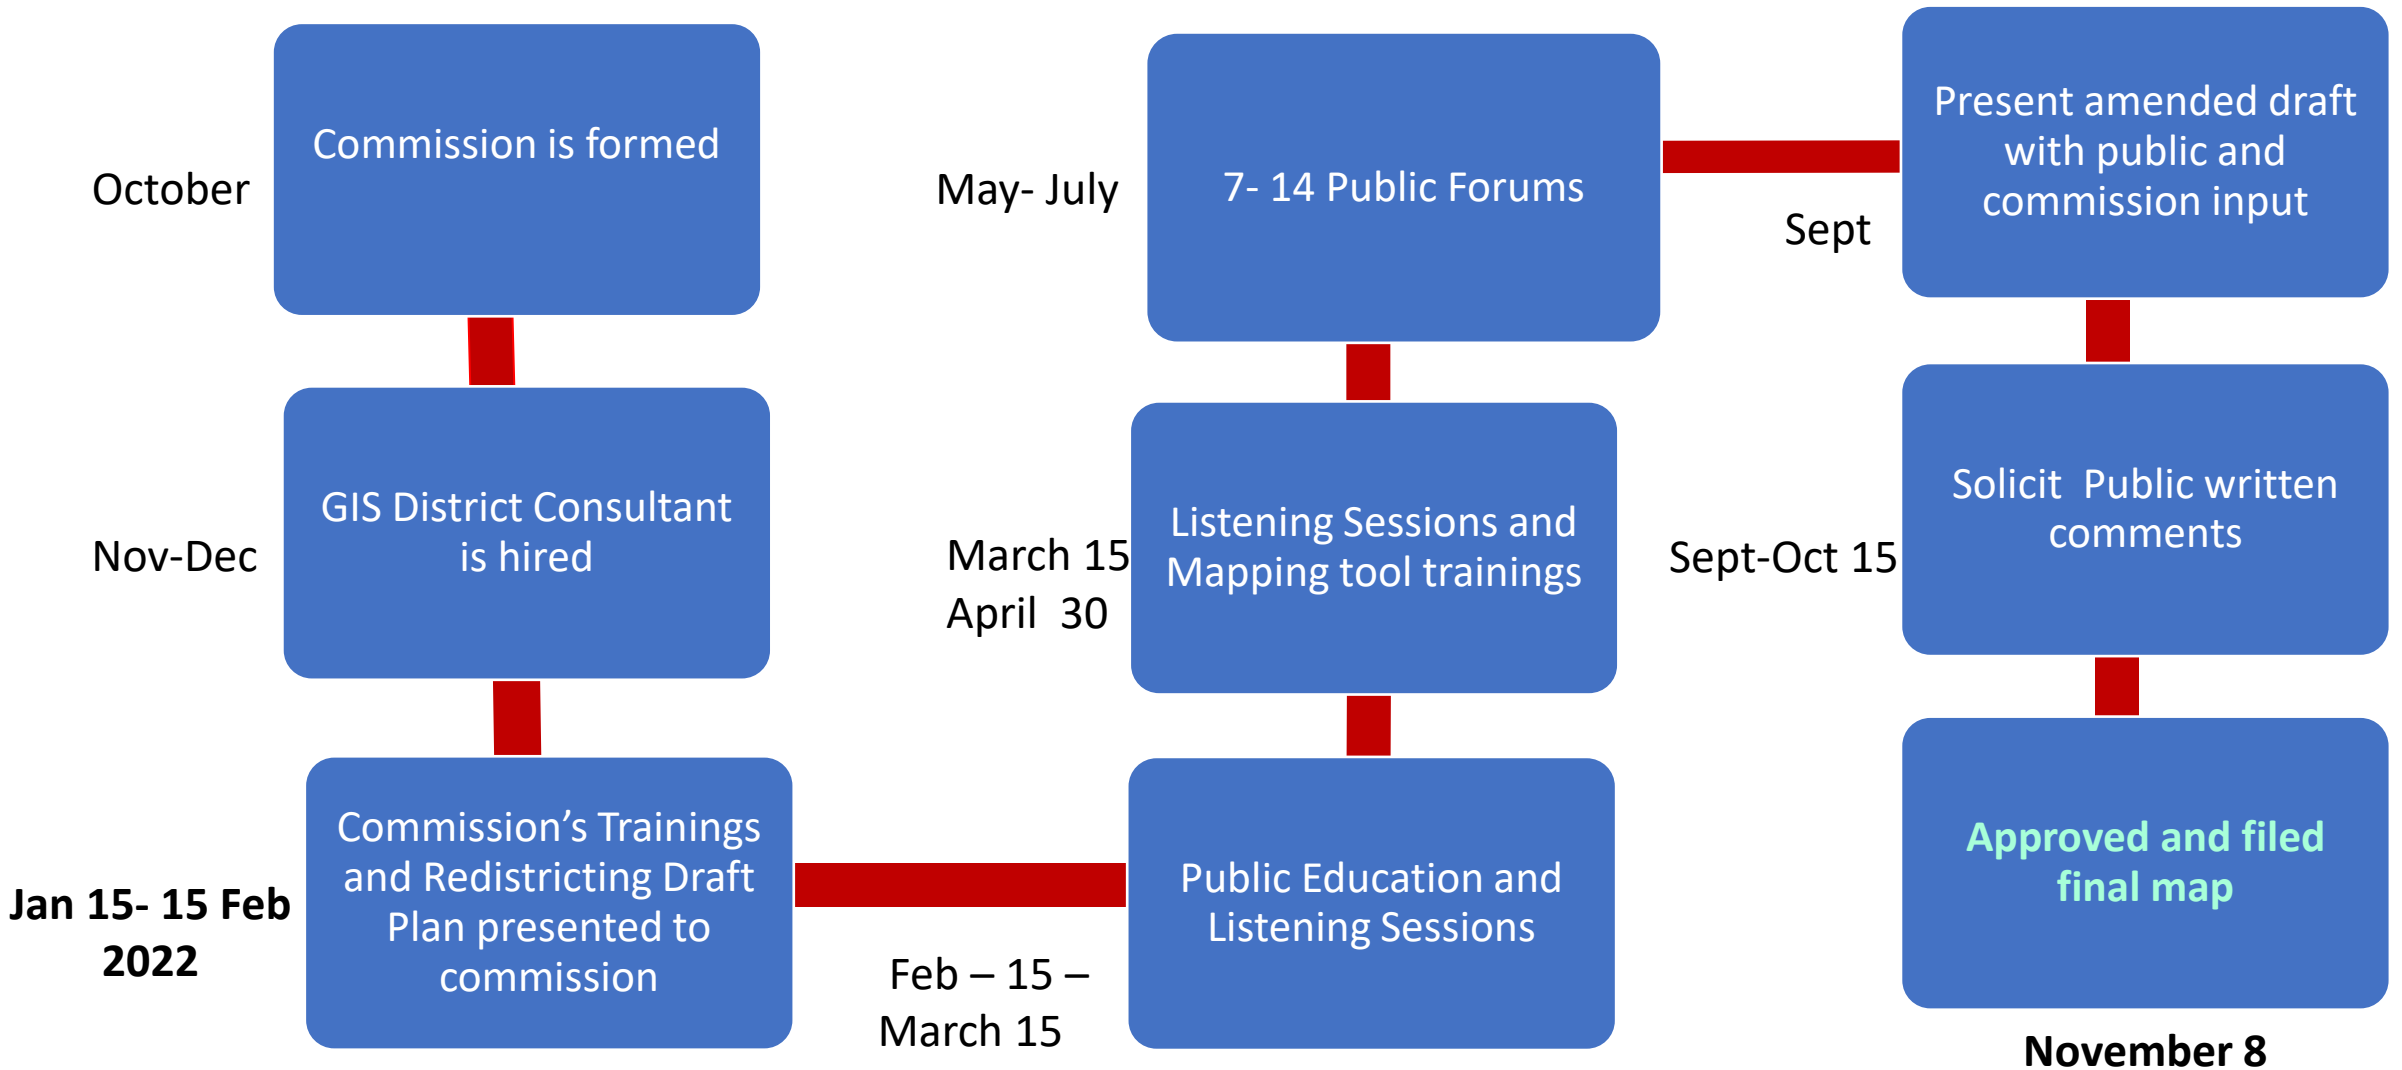 October
Commission is formed
Nov-Dec
GIS District Consultant
is hired
Jan 15- 15 Feb
2022
Commission’s Trainings
and Redistricting Draft
Plan presented to
commission
Feb – 15 –
March 15
Public Education and
Listening Sessions
March 15
April  30
Listening Sessions and
Mapping tool trainings
May- July
7- 14 Public Forums
Sept
Present amended draft
with public and
commission input
Sept-Oct 15
Solicit  Public written
comments
Approved and filed
final map
November 8